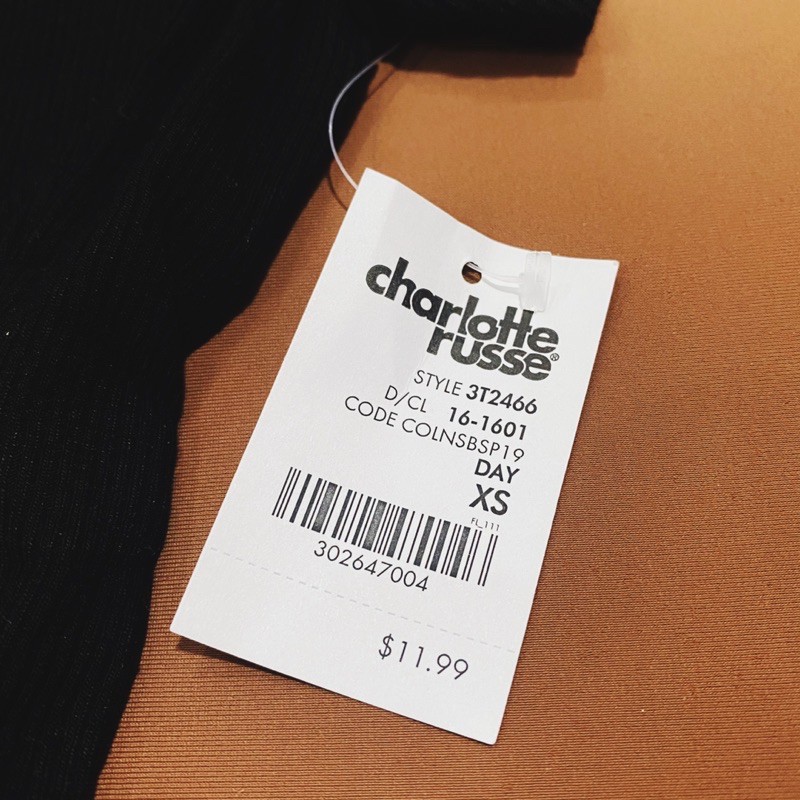 charlotte
russe®
STYLE 3T2466
D/CL 16-1601
CODE COLNSBSP19
DAY
XS
FL_111
302647004
$11.99